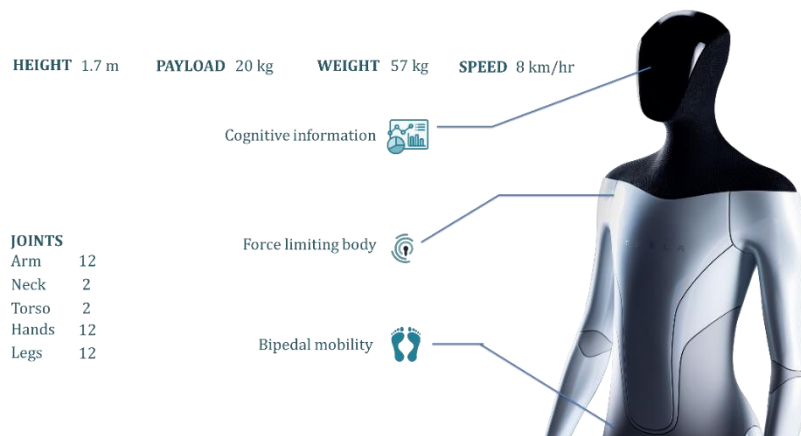 HEIGHT 1.7 m PAYLOAD 20 kg WEIGHT 57 kg SPEED 8 km/hr
Cognitive information
Force limiting body
TESLA
JOINTS
Arm 12
Neck 2
Torso 2
Hands 12
Legs 12
Bipedal mobility